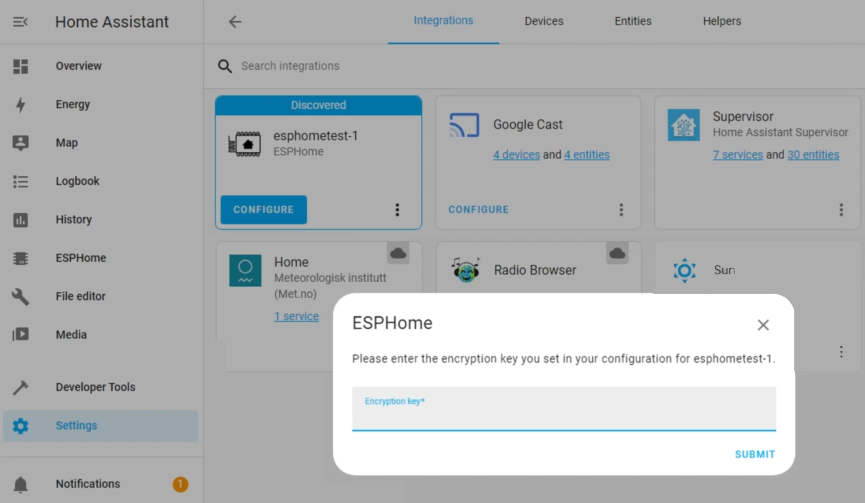 Home Assistant
Overview
Energy
Map
Logbook
History
ESPHome
File editor
Media
Developer Tools
Settings
Notifications
1
Integrations
Devices
Entities
Helpers
Search integrations
Discovered
esphometest-1
ESPHome
CONFIGURE
Google Cast
4 devices and 4 entities
CONFIGURE
Supervisor
Home Assistant Supervisor
7 services and 30 entities
Home
Meteorologisk institutt
(Met.no)
1 service
Radio Browser
Sun
ESPHome
Please enter the encryption key you set in your configuration for esphometest-1.
Encryption key*
SUBMIT